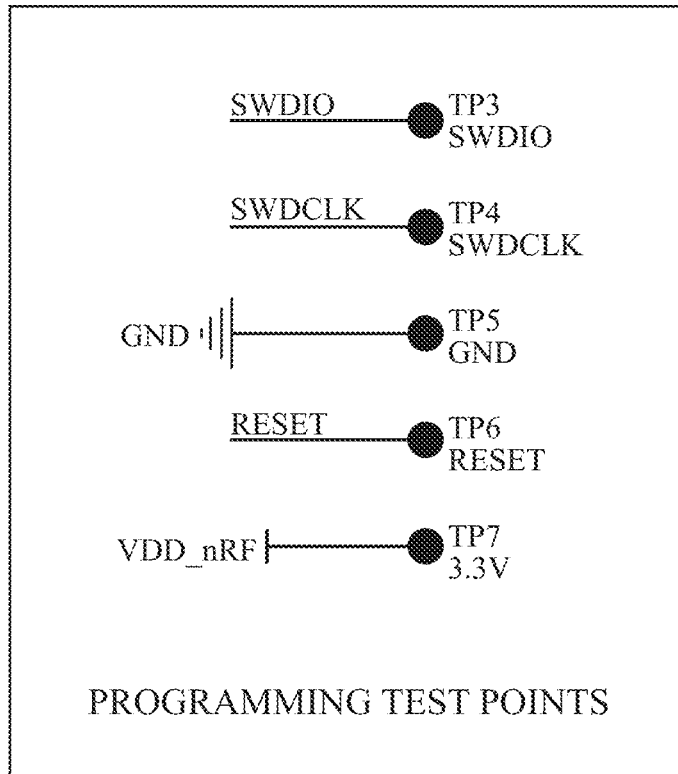 SWDIO
TP3
SWDIO
SWDCLK
TP4
SWDCLK
GND
TP5
GND
RESET
TP6
RESET
VDD_nRF
TP7
3.3V
PROGRAMMING TEST POINTS